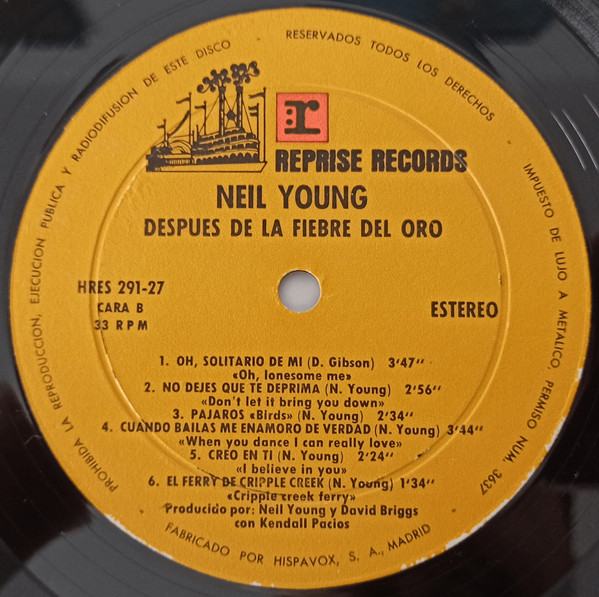 PROHIBIDA LA REPRODUCCION, EJECUCION PUBLICA Y RADIODIFUSION DE ESTE DISCO
RESERVADOS TODOS LOS DERECHOS
IMPUESTO DE LUJO A METALICO, PERMISO NUM. 3637
r
REPRISE RECORDS
NEIL YOUNG
DESPUES DE LA FIEBRE DEL ORO
HRES 291-27
CARA B
33 RPM
ESTEREO
1. OH, SOLITARIO DE MI (D. Gibson) 3'47''
«Oh, lonesome me»
2. NO DEJES QUE TE DEPRIMA (N. Young) 2'56''
«Don't let it bring you down»
3. PAJAROS «Birds» (N. Young) 2'34''
4. CUANDO BAILAS ME ENAMORO DE VERDAD (N. Young) 3'44''
«When you dance I can really love»
5. CREO EN TI (N. Young) 2'24''
«I believe in you»
6. EL FERRY DE CRIPPLE CREEK (N. Young) 1'34''
«Cripple creek ferry»
Producido por: Neil Young y David Briggs
con Kendall Pacios
FABRICADO POR HISPAVOX, S. A., MADRID